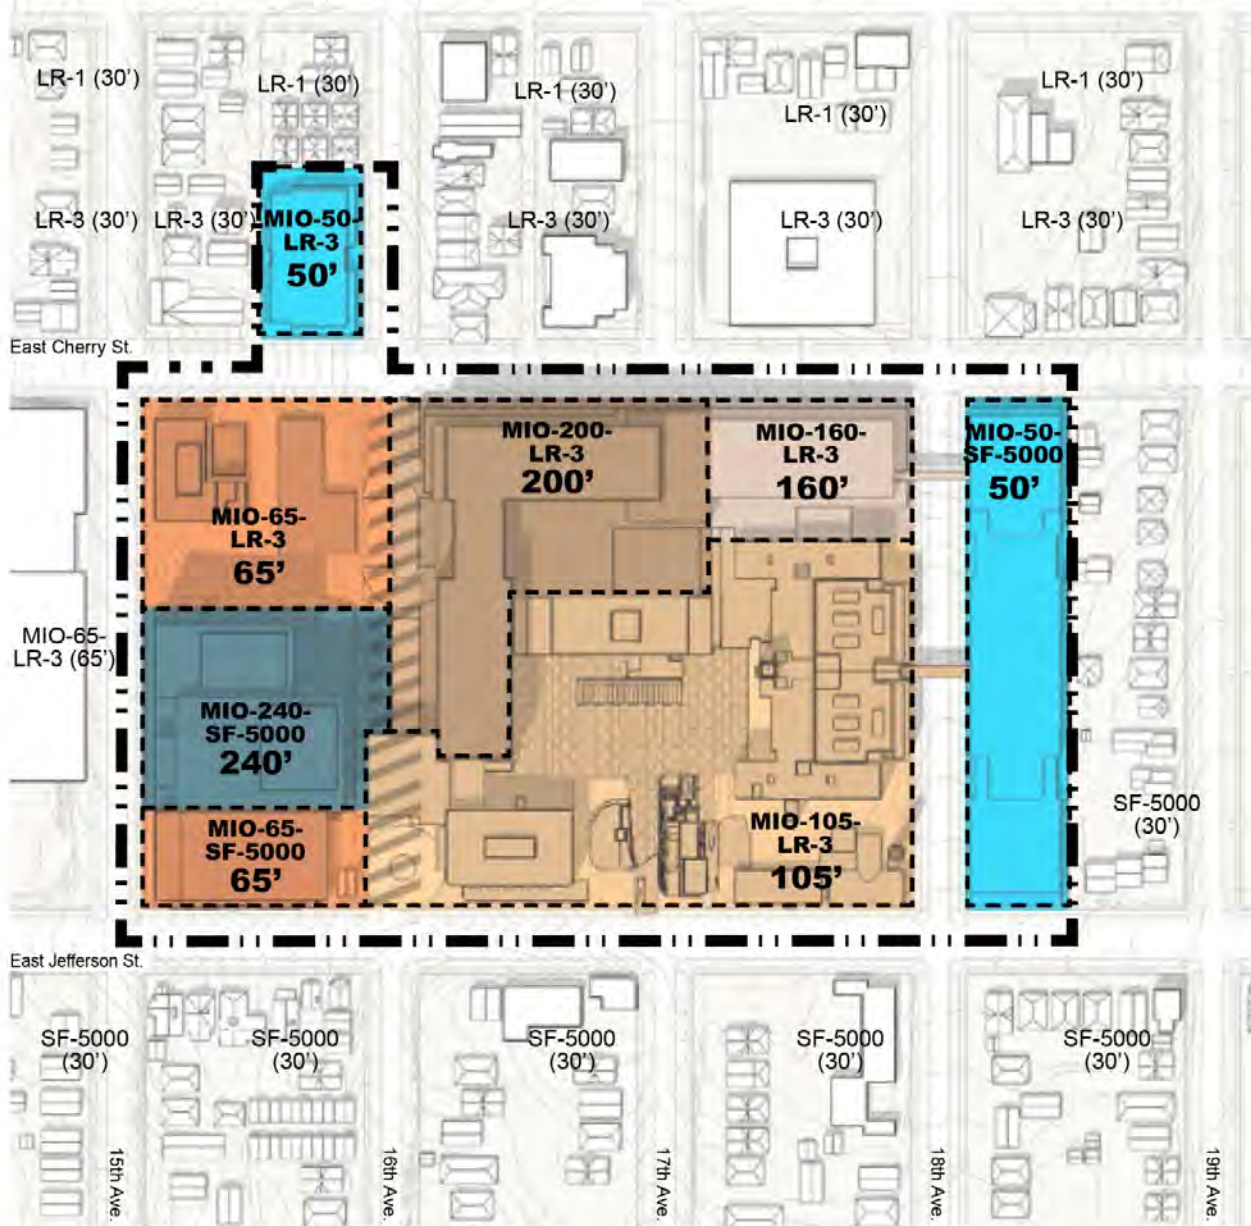 LR-1 (30')
LR-1 (30')
LR-1 (30')
LR-1 (30')
LR-1 (30')
LR-3 (30')
LR-3 (30')
MIO-50-
LR-3
50'
LR-3 (30')
LR-3 (30')
LR-3 (30')
East Cherry St.
MIO-65-
LR-3
65'
MIO-200-
LR-3
200'
MIO-160-
LR-3
160'
MIO-50-
SF-5000
50'
MIO-65-
LR-3 (65')
MIO-240-
SF-5000
240'
MIO-65-
SF-5000
65'
MIO-105-
LR-3
105'
SF-5000
(30')
East Jefferson St.
SF-5000
(30')
SF-5000
(30')
SF-5000
(30')
SF-5000
(30')
SF-5000
(30')
15th Ave.
16th Ave.
17th Ave.
18th Ave.
19th Ave.